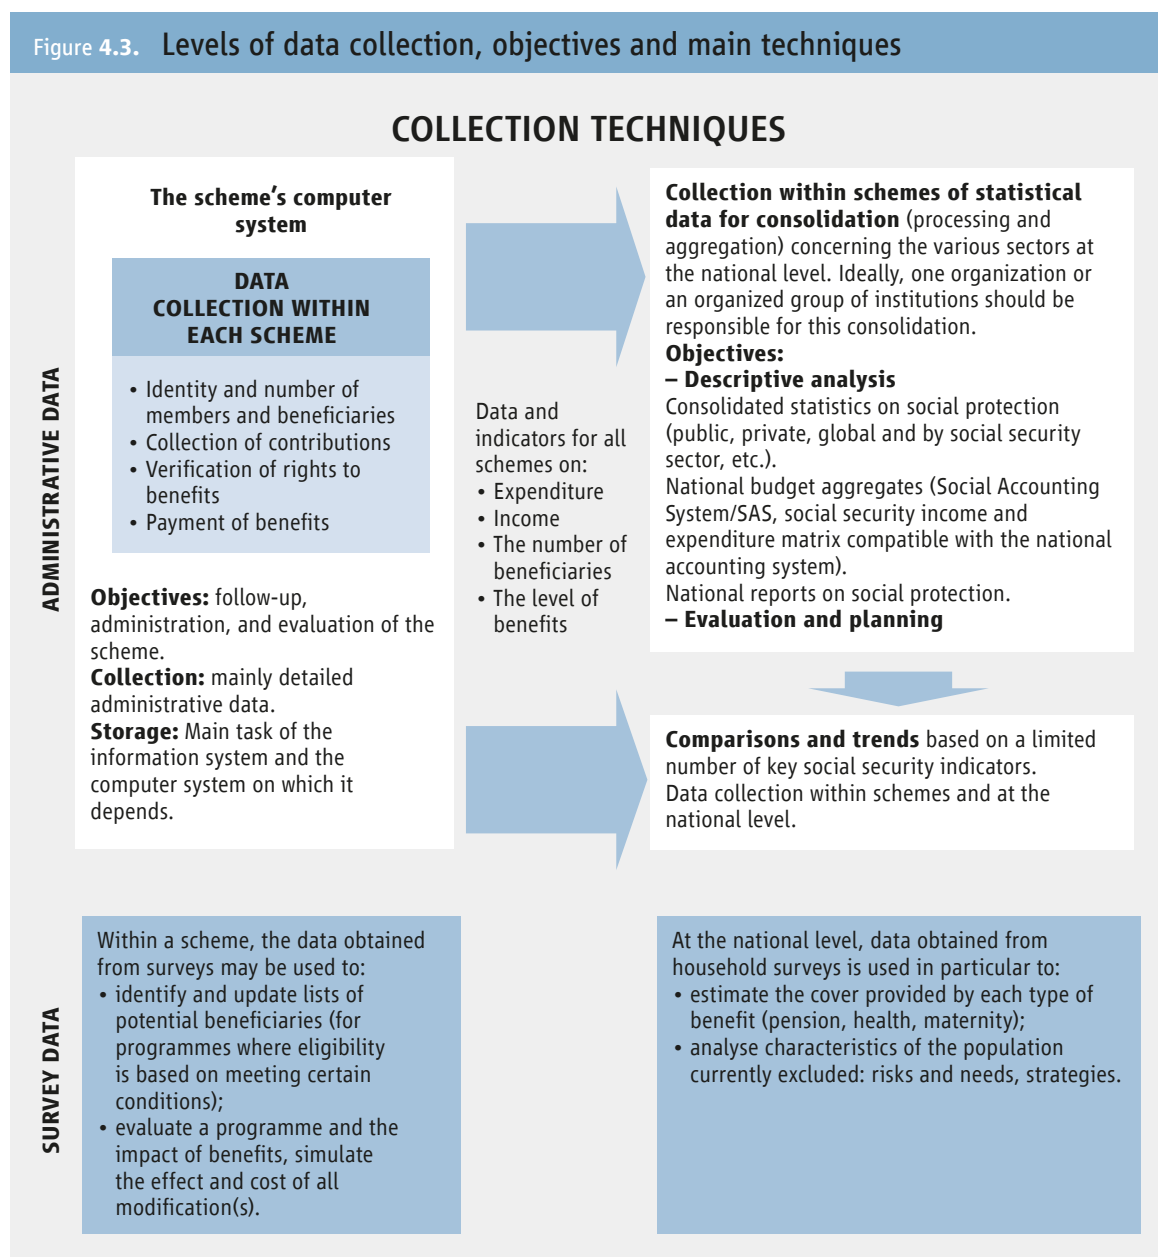 Figure 4.3. Levels of data collection, objectives and main techniques
COLLECTION TECHNIQUES
ADMINISTRATIVE DATA
The scheme's computer
system
DATA
COLLECTION WITHIN
EACH SCHEME
• Identity and number of
members and beneficiaries
• Collection of contributions
• Verification of rights to
benefits
• Payment of benefits
Objectives: follow-up,
administration, and evaluation of the
scheme.
Collection: mainly detailed
administrative data.
Storage: Main task of the
information system and the
computer system on which it
depends.
Data and
indicators for all
schemes on:
• Expenditure
• Income
• The number of
beneficiaries
• The level of
benefits
Collection within schemes of statistical
data for consolidation (processing and
aggregation) concerning the various sectors at
the national level. Ideally, one organization or
an organized group of institutions should be
responsible for this consolidation.
Objectives:
– Descriptive analysis
Consolidated statistics on social protection
(public, private, global and by social security
sector, etc.).
National budget aggregates (Social Accounting
System/SAS, social security income and
expenditure matrix compatible with the national
accounting system).
National reports on social protection.
– Evaluation and planning
Comparisons and trends based on a limited
number of key social security indicators.
Data collection within schemes and at the
national level.
SURVEY DATA
Within a scheme, the data obtained
from surveys may be used to:
• identify and update lists of
potential beneficiaries (for
programmes where eligibility
is based on meeting certain
conditions);
• evaluate a programme and the
impact of benefits, simulate
the effect and cost of all
modification(s).
At the national level, data obtained from
household surveys is used in particular to:
• estimate the cover provided by each type of
benefit (pension, health, maternity);
• analyse characteristics of the population
currently excluded: risks and needs, strategies.